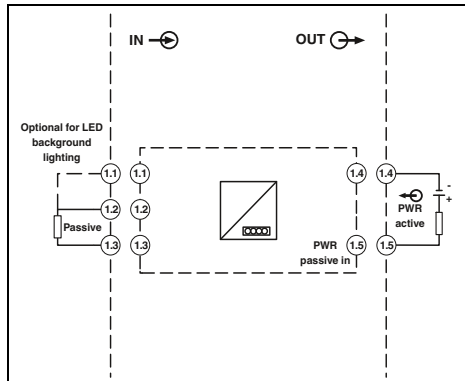 IN
OUT
Optional for LED
background
lighting
1.1
1.1
1.4
1.4
-
+
1.2
1.2
Passive
PWR
active
1.3
1.3
PWR
passive in
1.5
1.5